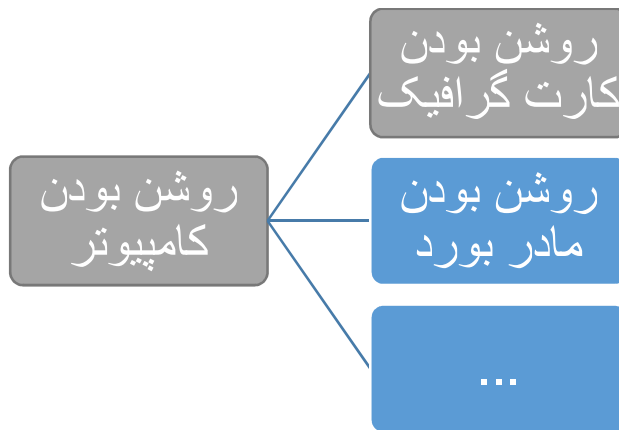 روشن بودن
کارت گرافیک
روشن بودن
کامپیوتر
روشن بودن
مادر بورد
...